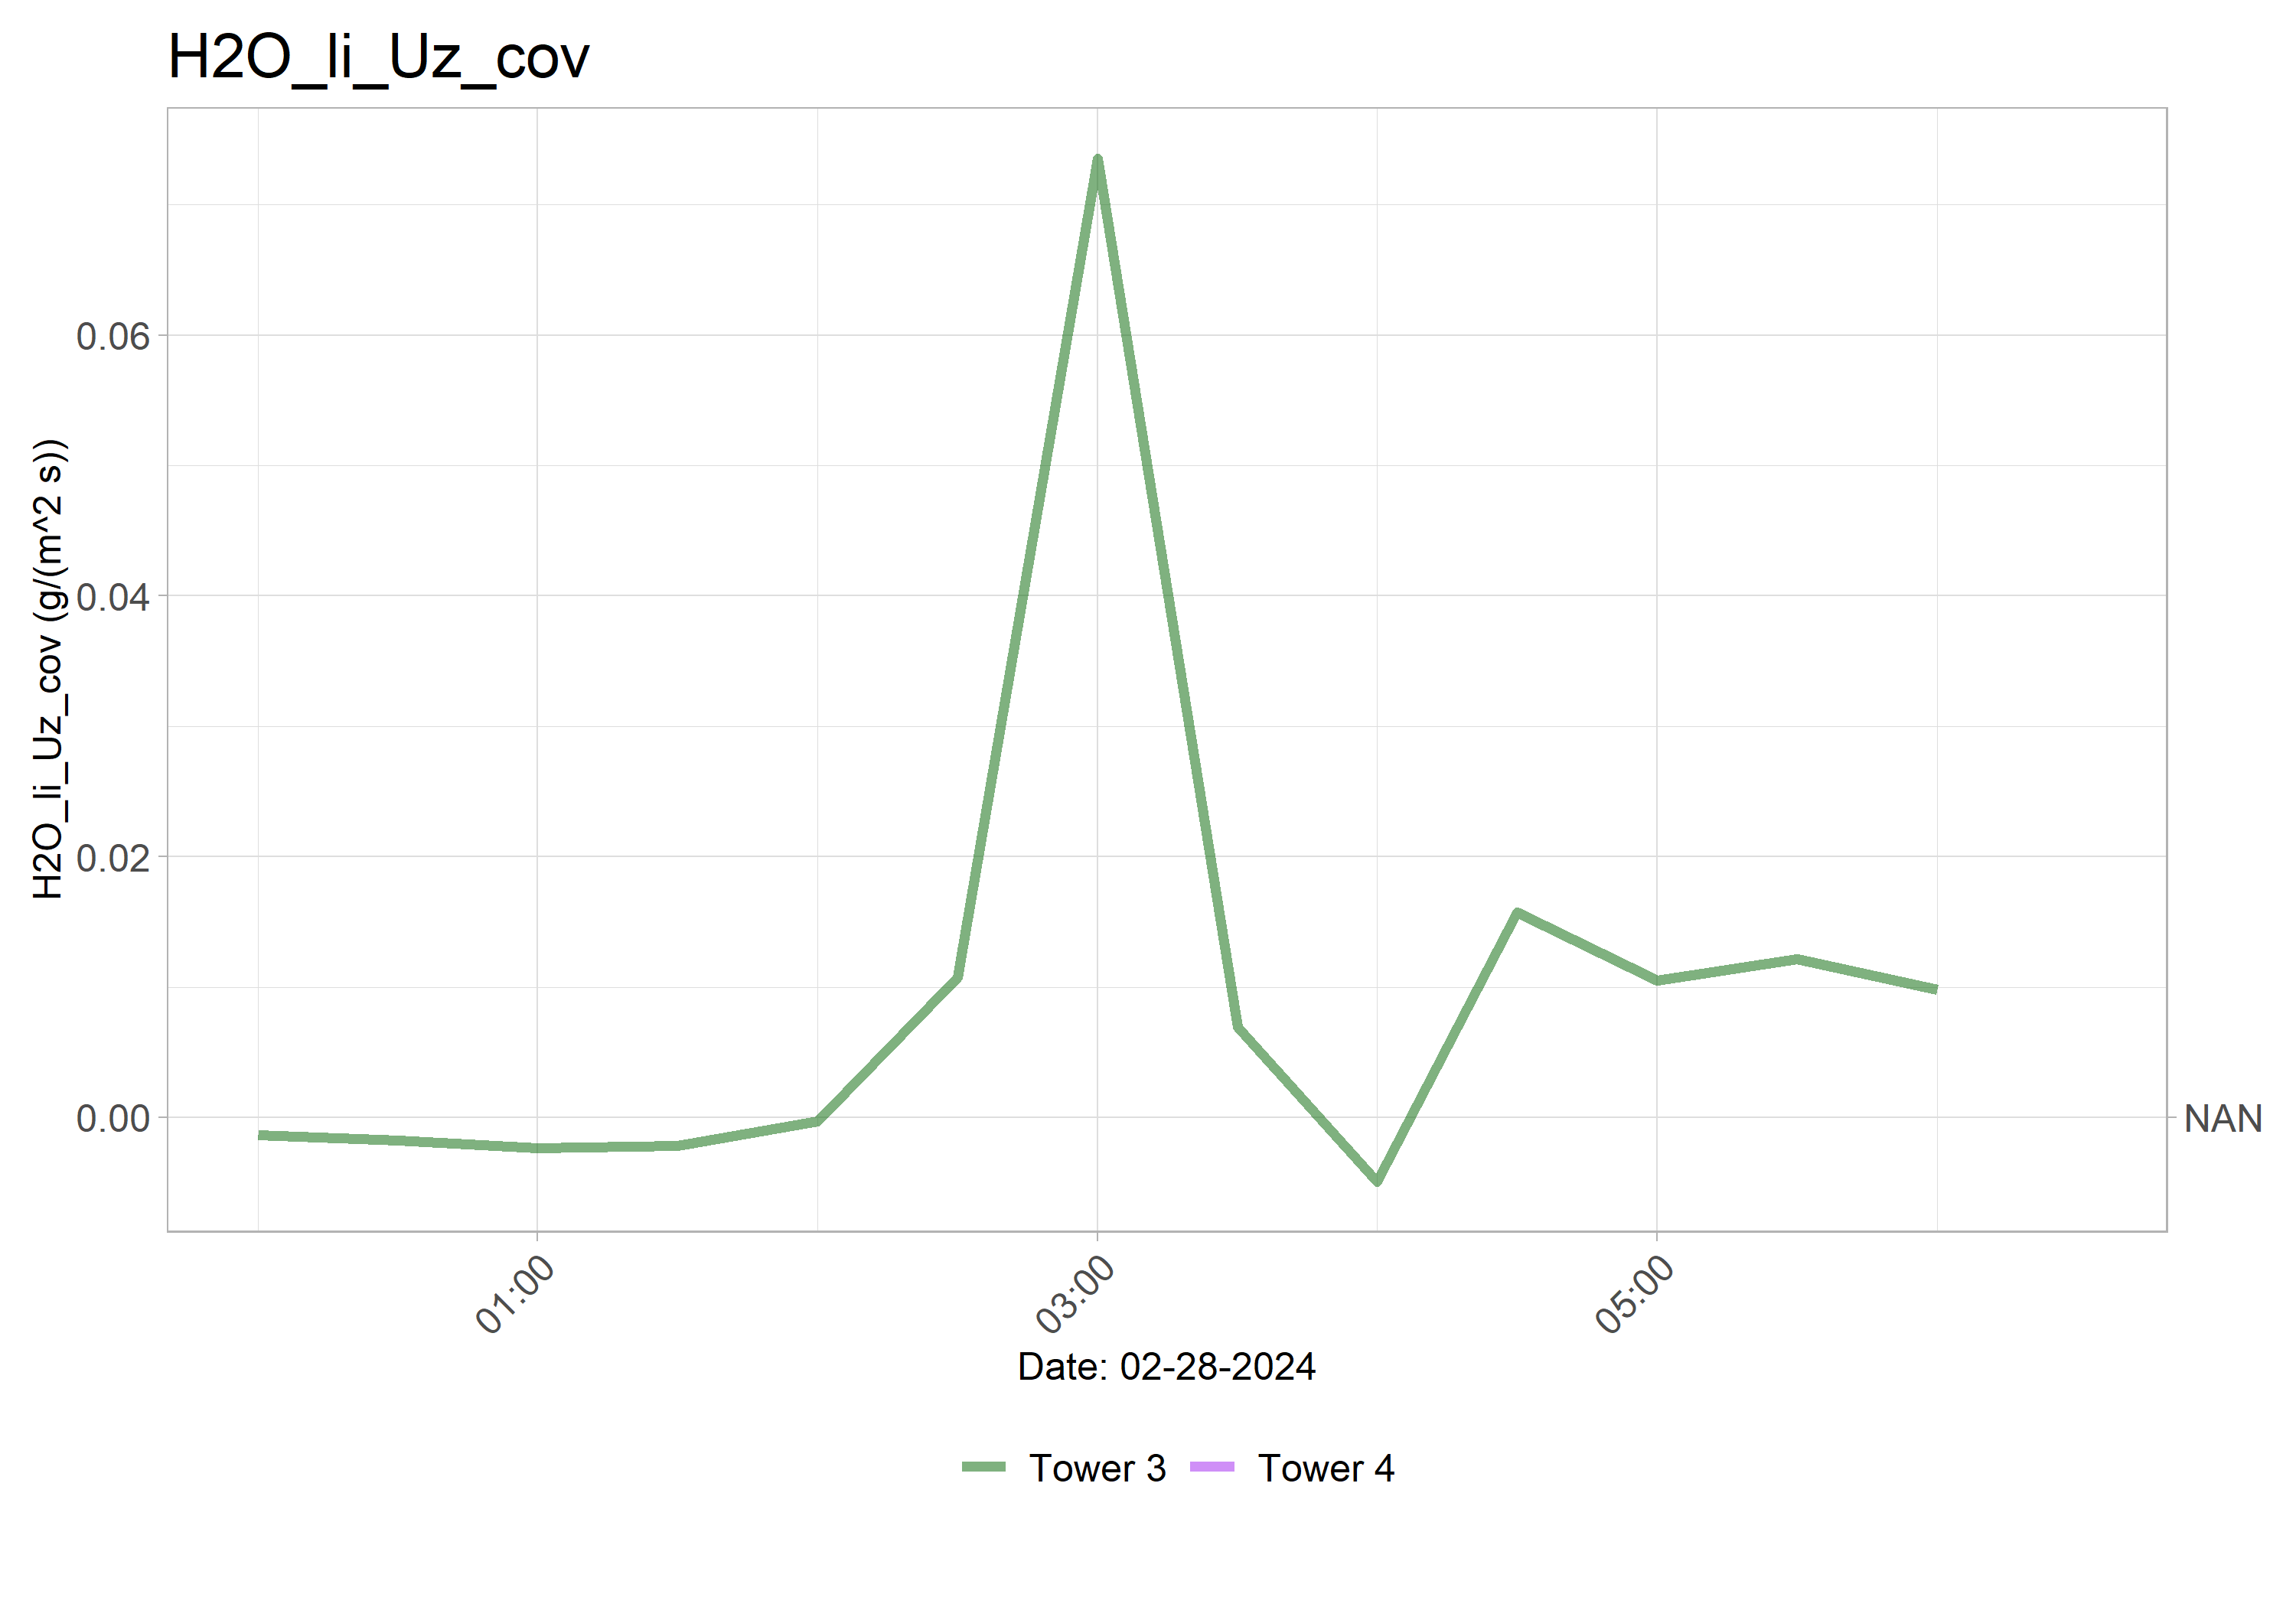 H2O_li_Uz_cov
H2O_li_Uz_cov (g/(m^2 s))
0.06
0.04
0.02
0.00
NAN
01:00
03:00
05:00
Date: 02-28-2024
Tower 3
Tower 4